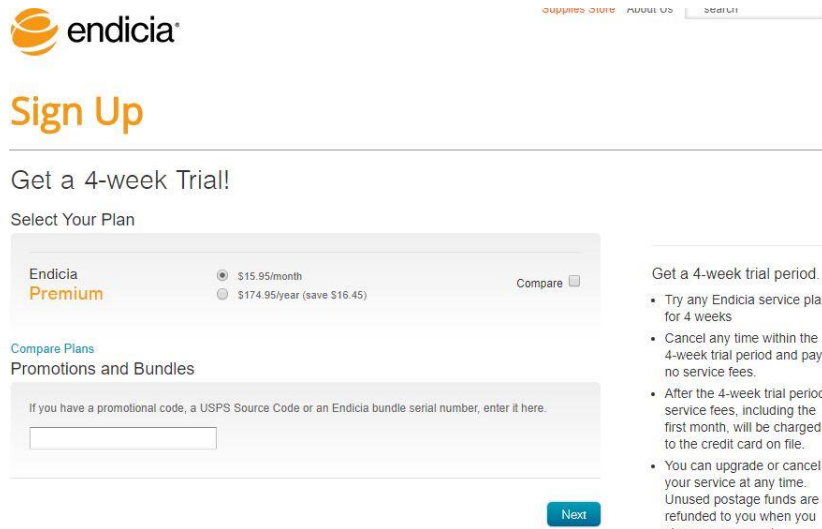 Supplies Store About Us search
endicia
Sign Up
Get a 4-week Trial!
Select Your Plan
Endicia
Premium
$15.95/month
$174.95/year (save $16.45)
Compare
Compare Plans
Promotions and Bundles
If you have a promotional code, a USPS Source Code or an Endicia bundle serial number, enter it here.
Next
Get a 4-week trial period.
• Try any Endicia service pla
for 4 weeks
• Cancel any time within the
4-week trial period and pay
no service fees.
• After the 4-week trial period
service fees, including the
first month, will be charged
to the credit card on file.
• You can upgrade or cancel
your service at any time.
Unused postage funds are
refunded to you when you